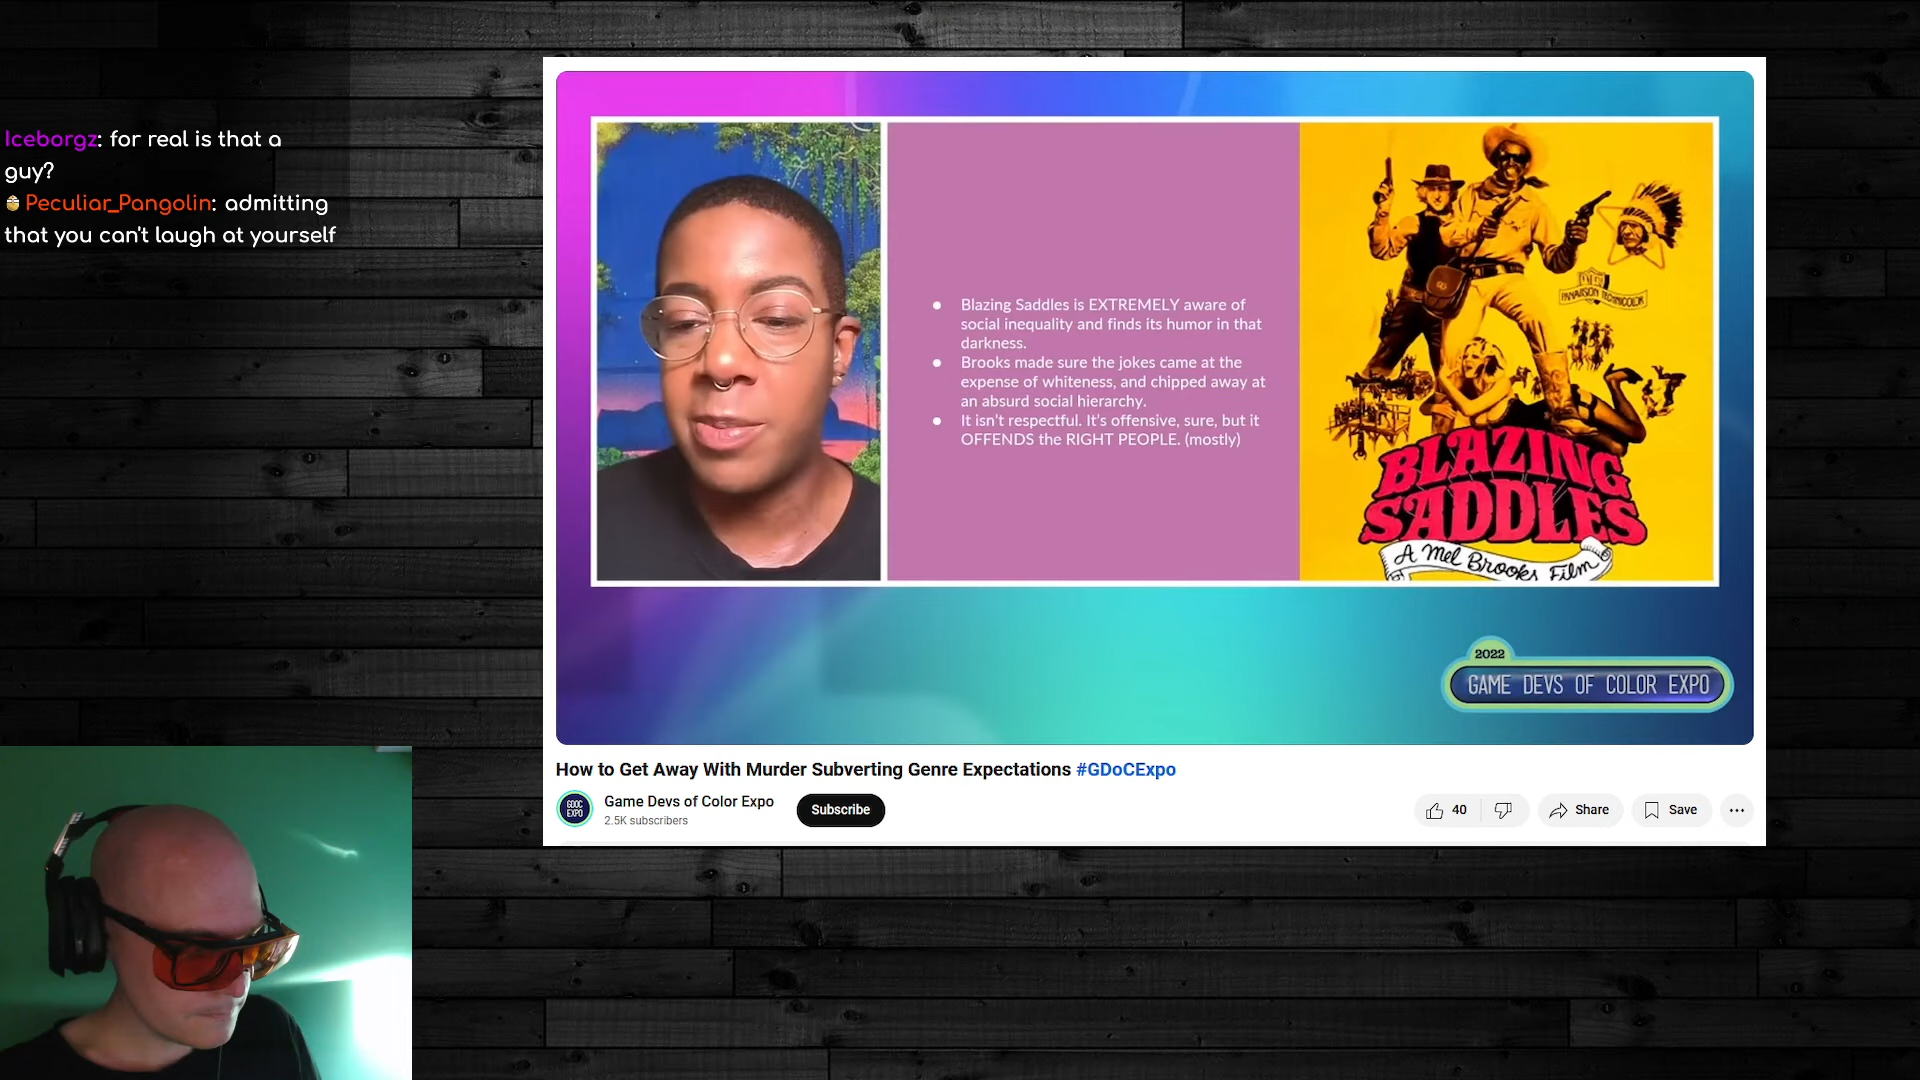 Iceborgz: for real is that a
guy?
Peculiar_Pangolin: admitting
that you can't laugh at yourself
Blazing Saddles is EXTREMELY aware of
social inequality and finds its humor in that
darkness.
Brooks made sure the jokes came at the
expense of whiteness, and chipped away at
an absurd social hierarchy.
It isn't respectful. It's offensive, sure, but it
OFFENDS the RIGHT PEOPLE. (mostly)
PANAVISION TECHNICOLOR
BLAZING
SADDLES
A Mel Brooks Film
2022
GAME DEVS OF COLOR EXPO
How to Get Away With Murder Subverting Genre Expectations #GDoCExpo
GDOC
EXPO
Game Devs of Color Expo
2.5K subscribers
Subscribe
40
Share
Save